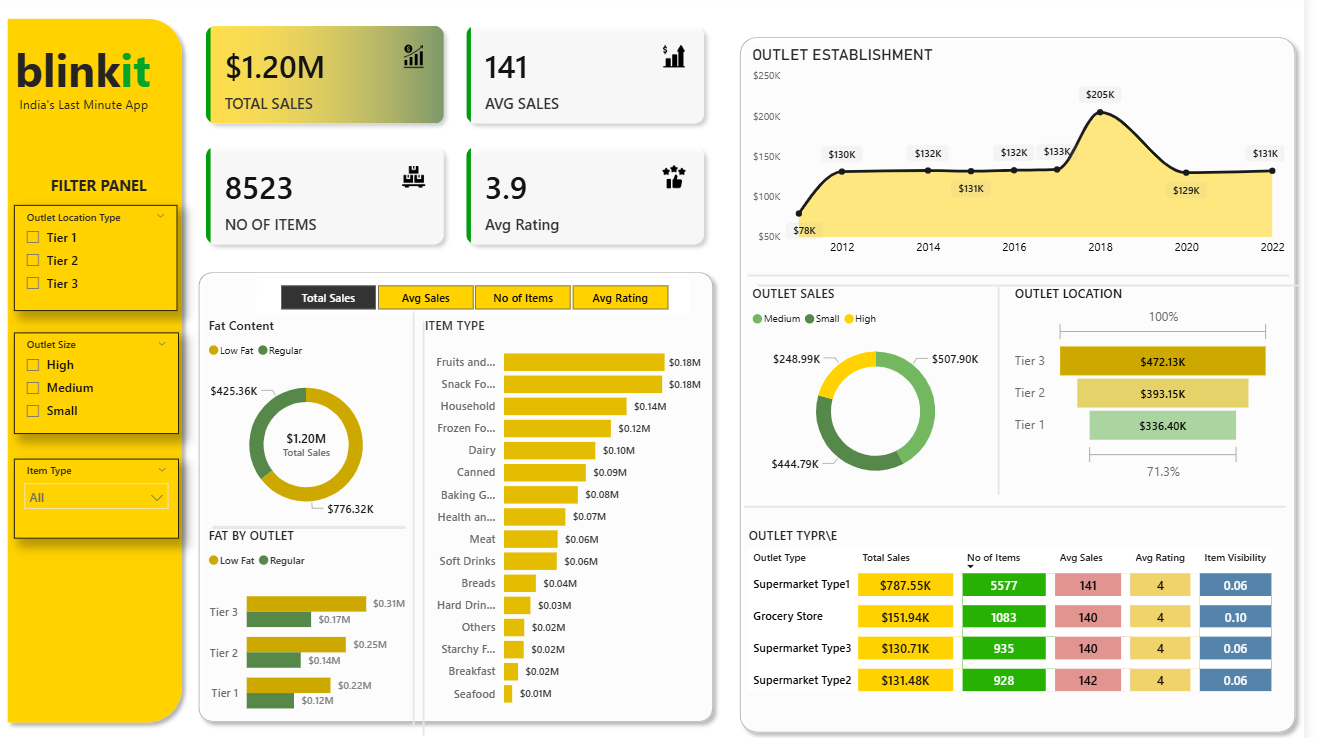 blinkit
India's Last Minute App
FILTER PANEL
Outlet Location Type
Tier 1
Tier 2
Tier 3
Outlet Size
High
Medium
Small
Item Type
All
$1.20M
TOTAL SALES
141
AVG SALES
8523
NO OF ITEMS
3.9
Avg Rating
Total Sales Avg Sales No of Items Avg Rating
Fat Content
Low Fat Regular
$425.36K
$1.20M
Total Sales
$776.32K
FAT BY OUTLET
Low Fat Regular
Tier 3 $0.31M
$0.17M
Tier 2 $0.25M
$0.14M
Tier 1 $0.22M
$0.12M
ITEM TYPE
Fruits and... $0.18M
Snack Fo... $0.18M
Household $0.14M
Frozen Fo... $0.12M
Dairy $0.10M
Canned $0.09M
Baking G... $0.08M
Health an... $0.07M
Meat $0.06M
Soft Drinks $0.06M
Breads $0.04M
Hard Drin... $0.03M
Others $0.02M
Starchy F... $0.02M
Breakfast $0.02M
Seafood $0.01M
OUTLET ESTABLISHMENT
$250K
$200K
$150K
$100K
$50K
$78K
$130K
$132K
$131K
$132K
$133K
$205K
$129K
$131K
2012 2014 2016 2018 2020 2022
OUTLET SALES
Medium Small High
$248.99K
$507.90K
$444.79K
OUTLET LOCATION
100%
Tier 3 $472.13K
Tier 2 $393.15K
Tier 1 $336.40K
71.3%
OUTLET TYPR\E
Outlet Type Total Sales No of Items Avg Sales Avg Rating Item Visibility
Supermarket Type1 $787.55K 5577 141 4 0.06
Grocery Store $151.94K 1083 140 4 0.10
Supermarket Type3 $130.71K 935 140 4 0.06
Supermarket Type2 $131.48K 928 142 4 0.06